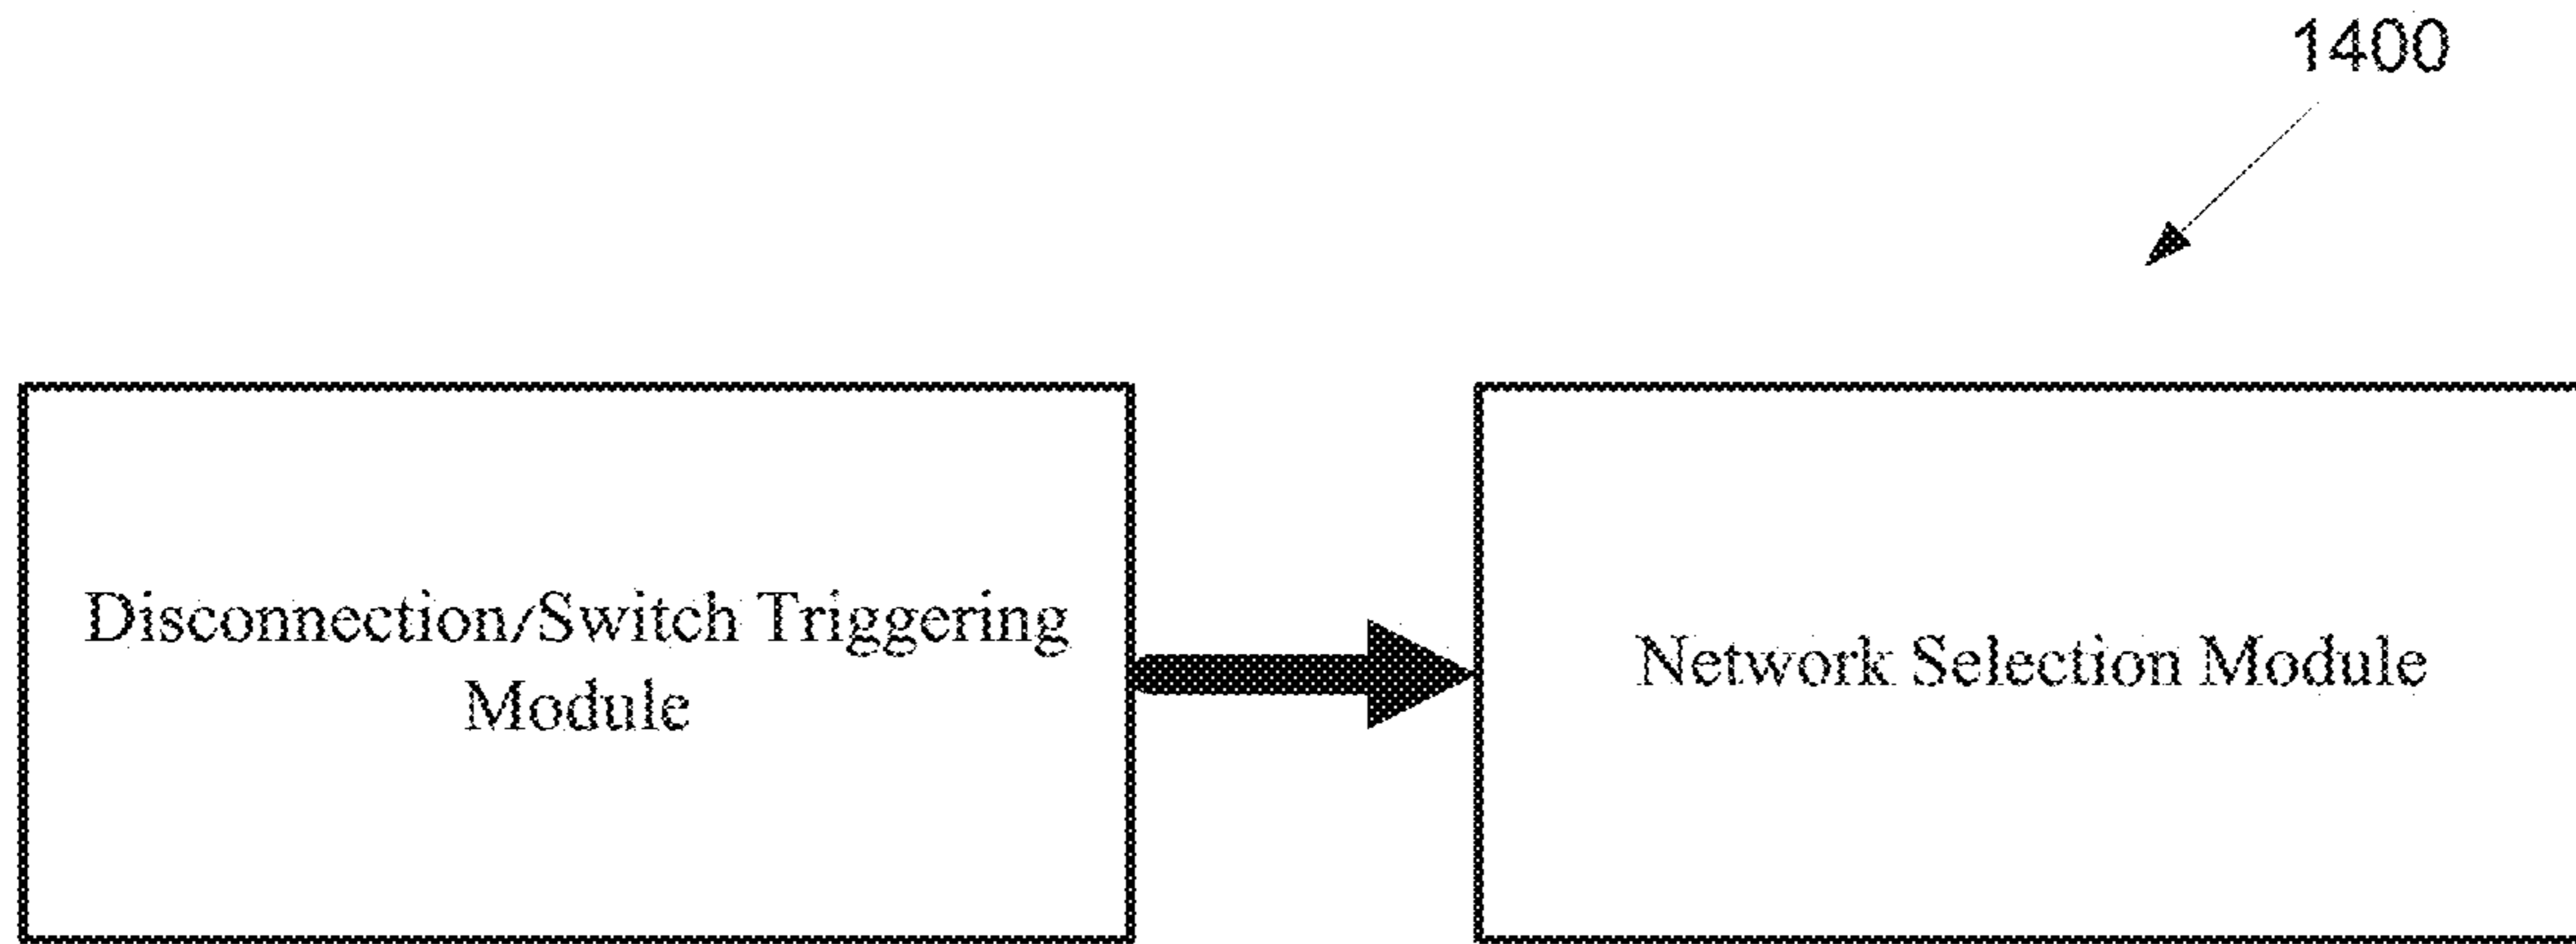 1400
Disconnection/Switch Triggering
Module
Network Selection Module